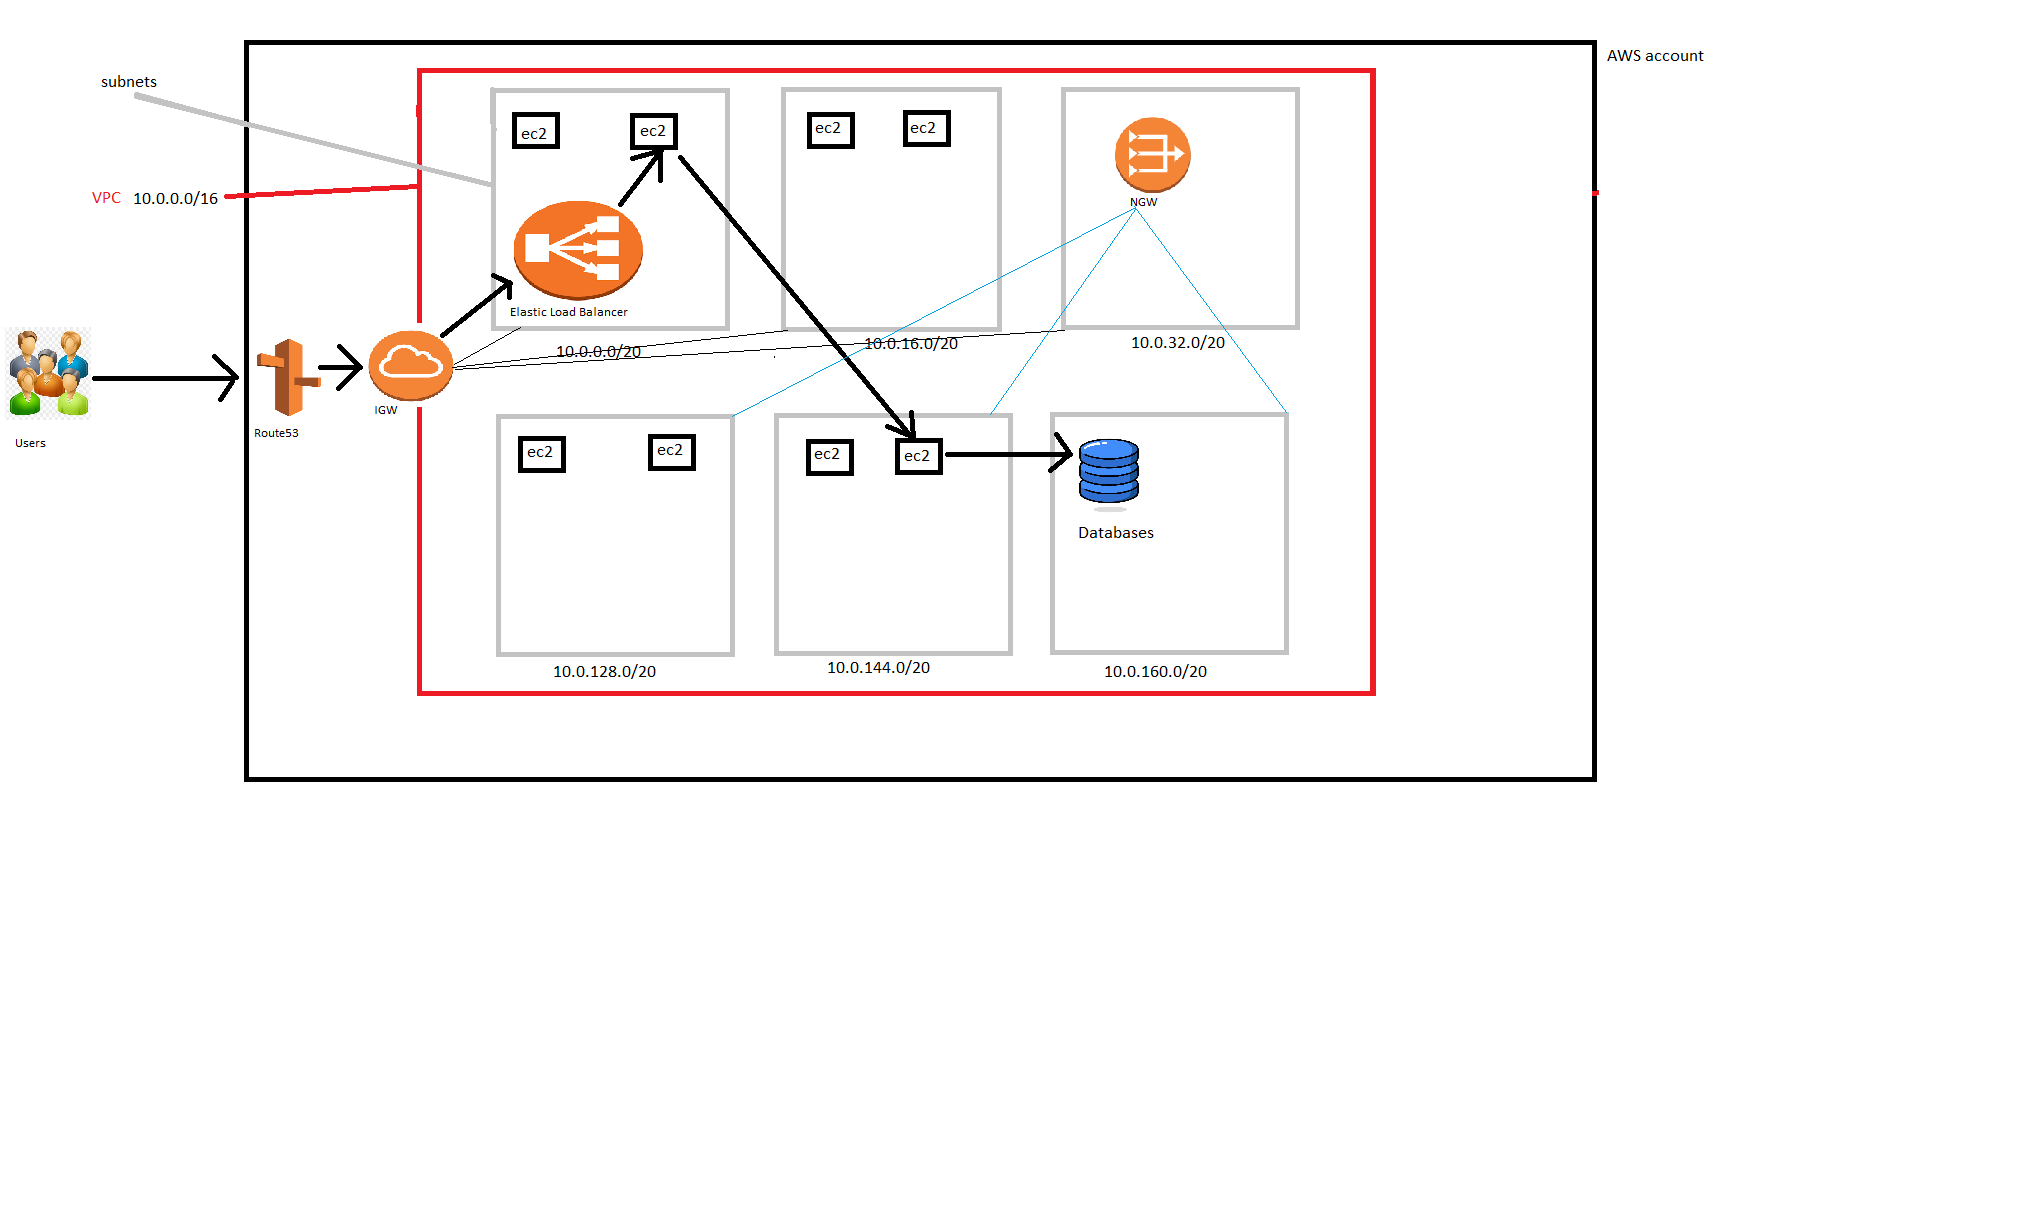 AWS account
subnets
VPC 10.0.0.0/16
ec2
ec2
ec2
ec2
NGW
Elastic Load Balancer
10.0.0.0/20
10.0.16.0/20
10.0.32.0/20
Users
Route53
IGW
ec2
ec2
ec2
ec2
Databases
10.0.128.0/20
10.0.144.0/20
10.0.160.0/20